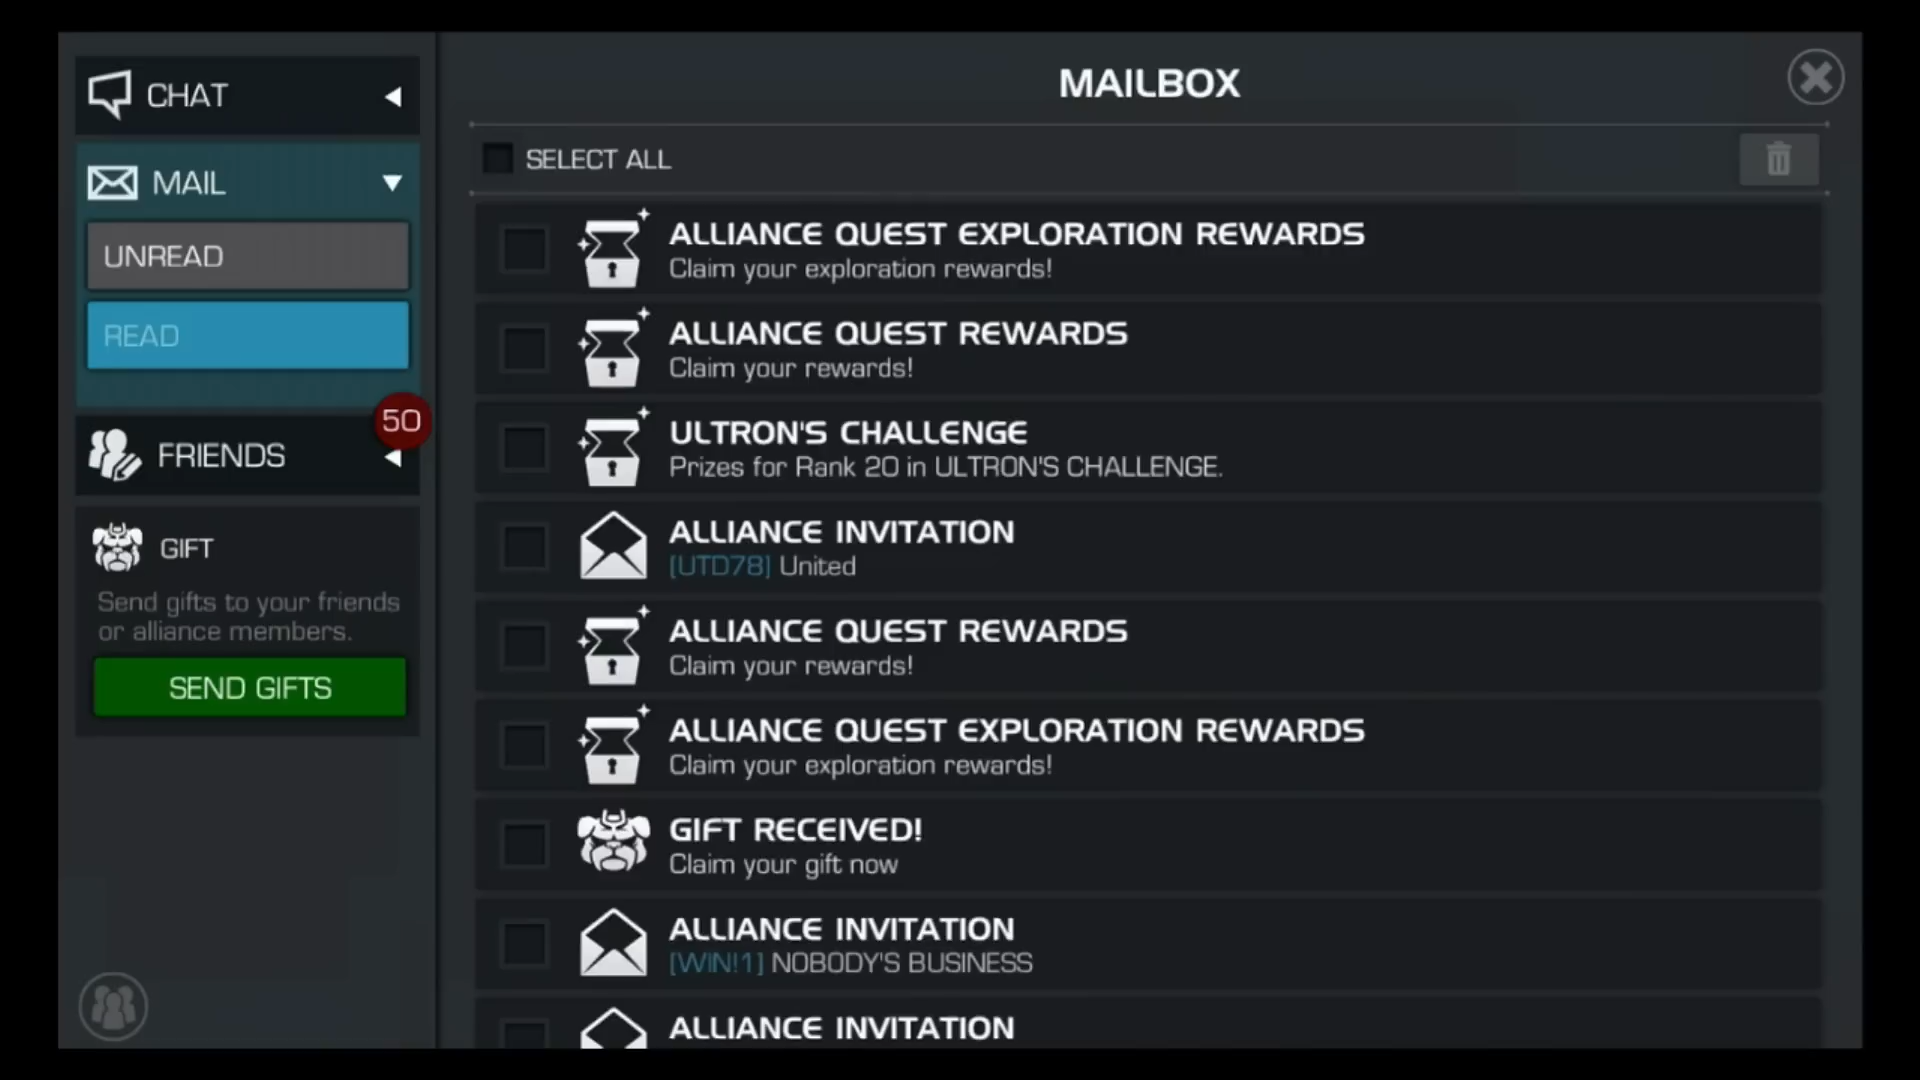 CHAT
MAIL
UNREAD
READ
50
FRIENDS
GIFT
Send gifts to your friends
or alliance members.
SEND GIFTS
MAILBOX
SELECT ALL
ALLIANCE QUEST EXPLORATION REWARDS
Claim your exploration rewards!
ALLIANCE QUEST REWARDS
Claim your rewards!
ULTRON'S CHALLENGE
Prizes for Rank 20 in ULTRON'S CHALLENGE.
ALLIANCE INVITATION
[UTD78] United
ALLIANCE QUEST REWARDS
Claim your rewards!
ALLIANCE QUEST EXPLORATION REWARDS
Claim your exploration rewards!
GIFT RECEIVED!
Claim your gift now
ALLIANCE INVITATION
[WIN!1] NOBODY'S BUSINESS
ALLIANCE INVITATION